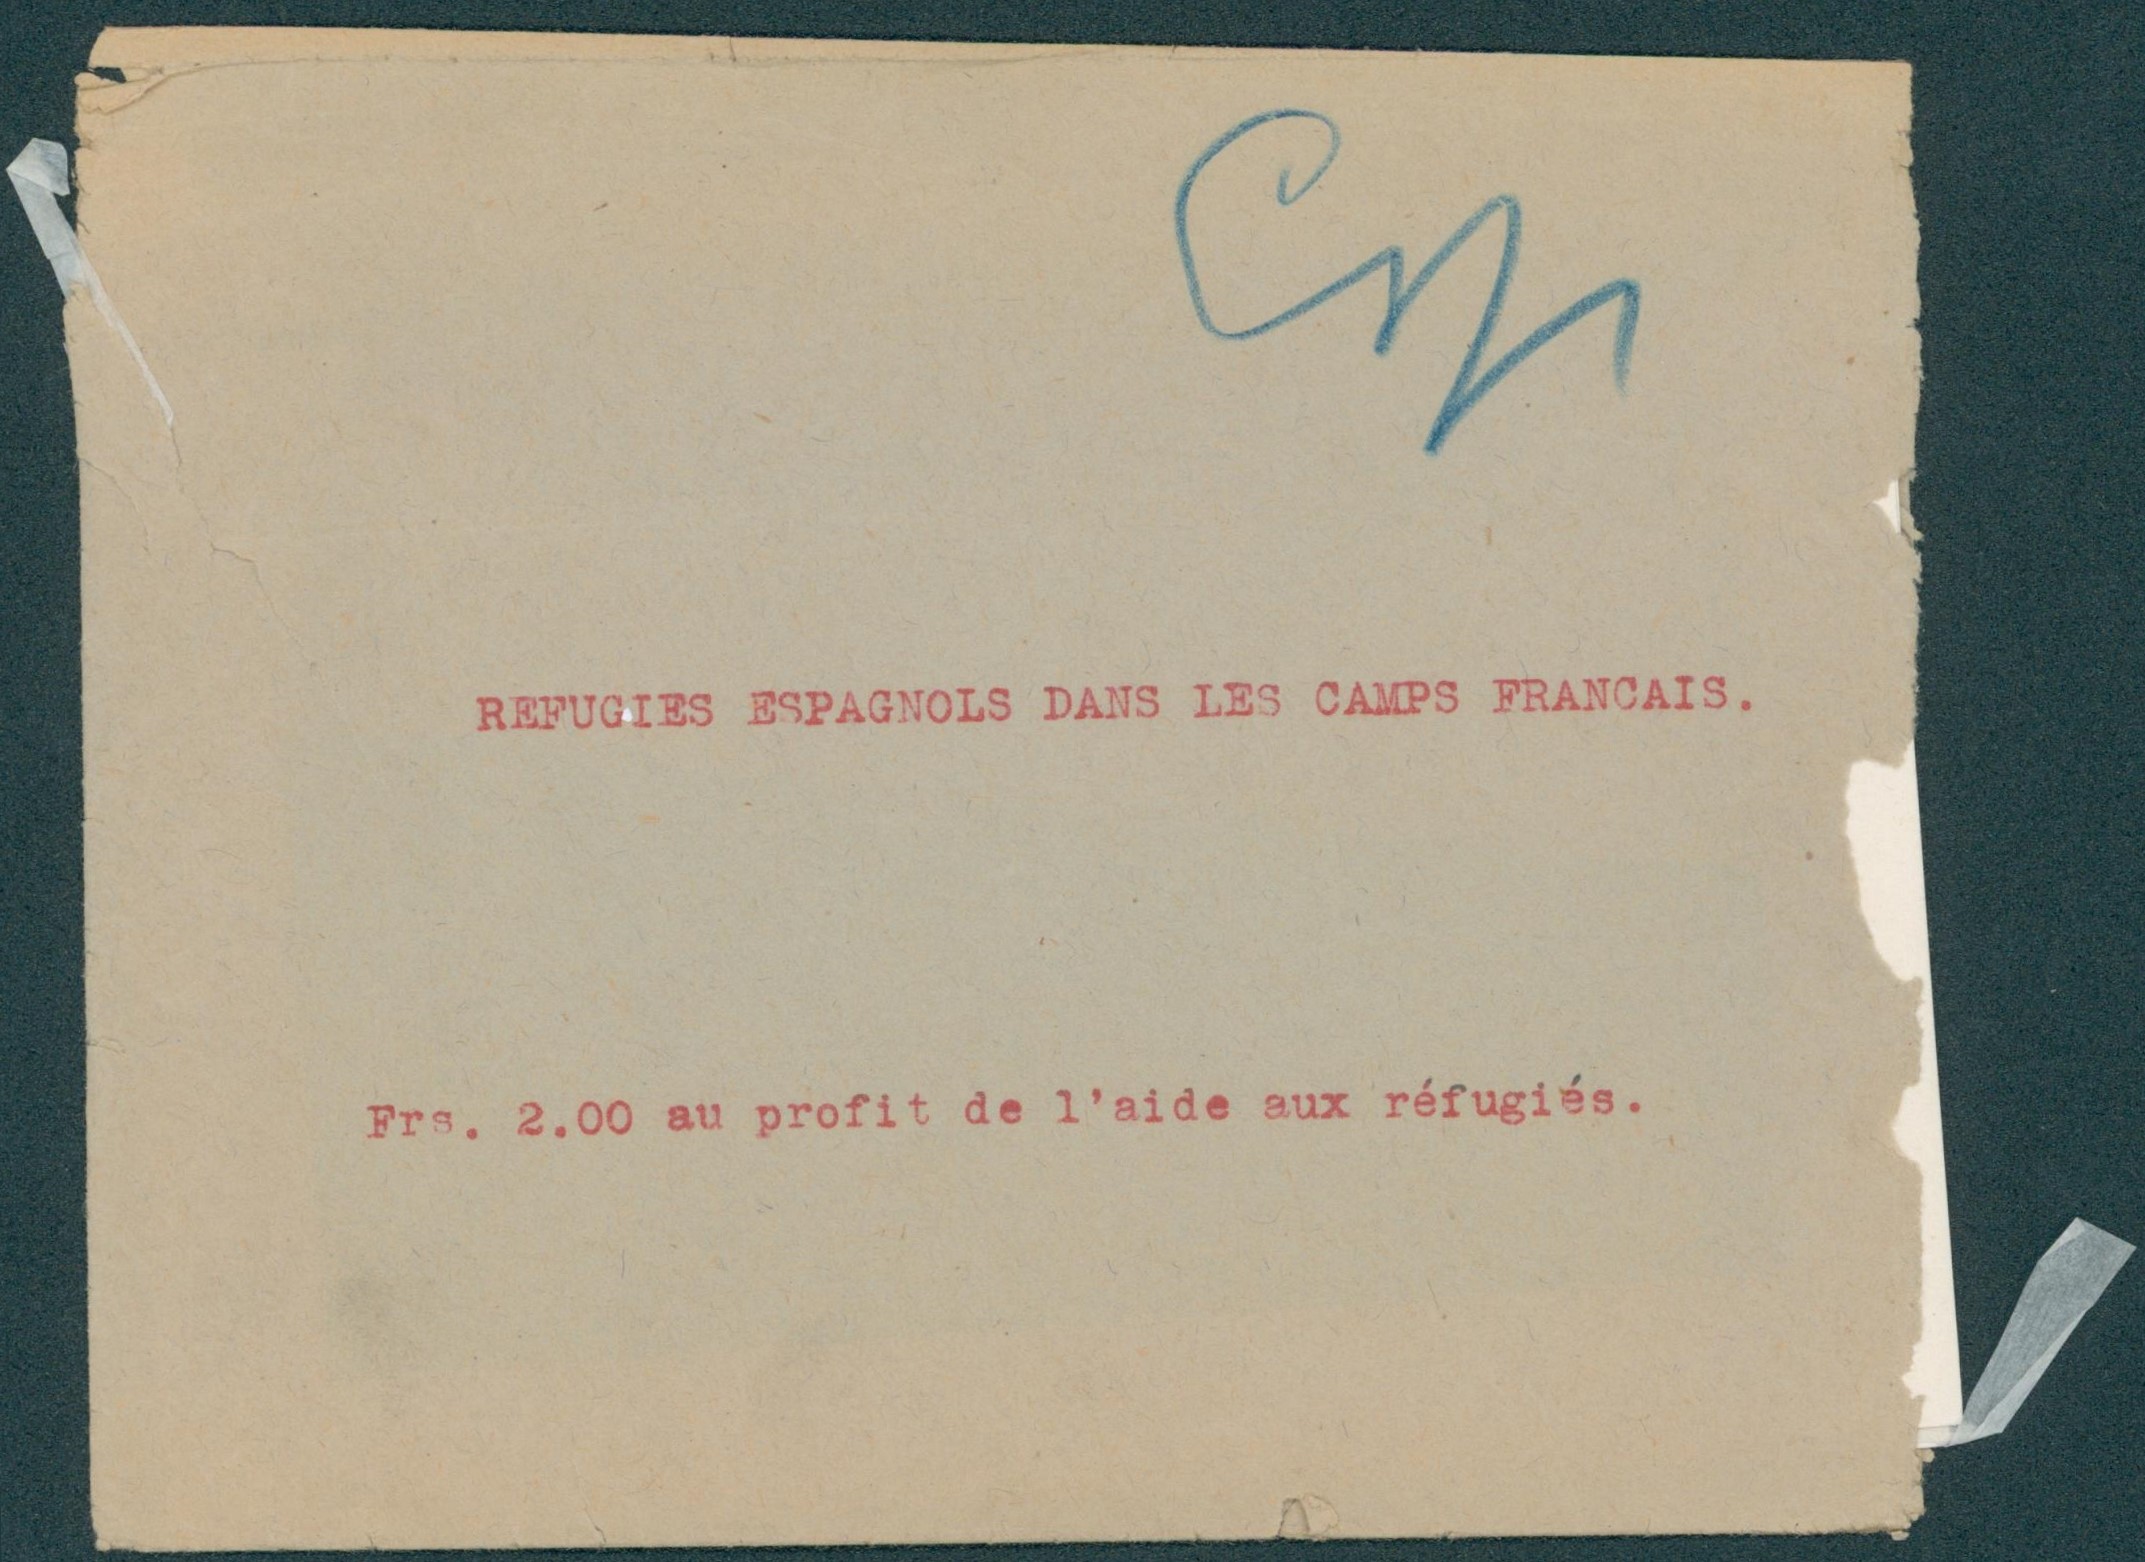 REFUGIES ESPAGNOLS DANS LES CAMPS FRANCAIS.
Frs. 2.00 au profit de l'aide aux réfugiés.